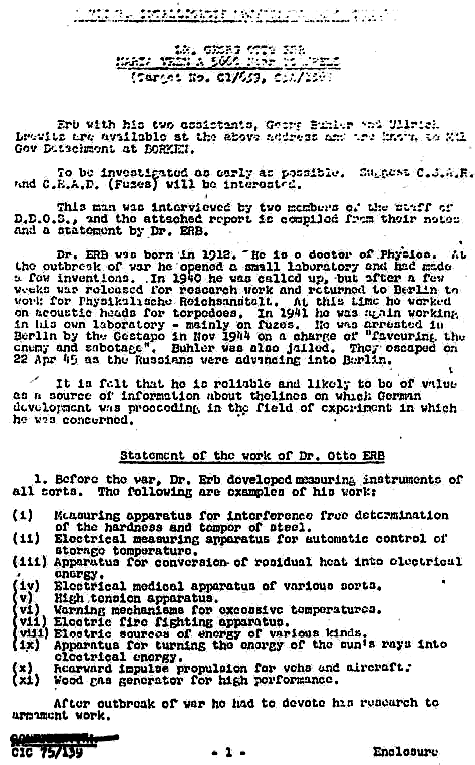 DR. GEORG OTTO ERB
(Target No. C1/659,
Erb with his two assistants, Georg Buhler and Ullrich
are available at the above address and are known to Mil
Gov Detachment at BORKEN.
To be investigated as early as possible. Suggest C.S.A.R.
and C.E.A.D. (Fuzes) will be interested.
This man was interviewed by two members of the staff of
D.D.O.S., and the attached report is compiled from their notes
and a statement by Dr. ERB.
Dr. ERB was born in 1912. He is a doctor of Physics. At
the outbreak of war he opened a small laboratory and had made
a few inventions. In 1940 he was called up, but after a few
weeks was released for research work and returned to Berlin to
work for Physikalische Reichsanstalt. At this time he worked
on acoustic heads for torpedoes. In 1941 he was again working
in his own laboratory - mainly on fuzes. He was arrested in
Berlin by the Gestapo in Nov 1944 on a charge of "favouring the
enemy and sabotage". Buhler was also jailed. They escaped on
22 Apr 45 as the Russians were advancing into Berlin.
It is felt that he is reliable and likely to be of value
as a source of information about thelines on which German
development was proceeding in the field of experiment in which
he was concerned.
Statement of the work of Dr. Otto ERB
1. Before the war, Dr. Erb developed measuring instruments of
all sorts. The following are examples of his work:
(i) Measuring apparatus for interference free determination
of the hardness and temper of steel.
(ii) Electrical measuring apparatus for automatic control of
storage temperature.
(iii) Apparatus for conversion of residual heat into electrical
energy.
(iv) Electrical medical apparatus of various sorts.
(v) High tension apparatus.
(vi) Warning mechanisms for excessive temperatures.
(vii) Electric fire fighting apparatus.
(viii) Electric sources of energy of various kinds.
(ix) Apparatus for turning the energy of the sun's rays into
electrical energy.
(x) Rearward impulse propulsion for vehs and aircraft.
(xi) Wood gas generator for high performance.
After outbreak of war he had to devote his research to
armament work.
CIC 75/139 - 1 - Enclosure